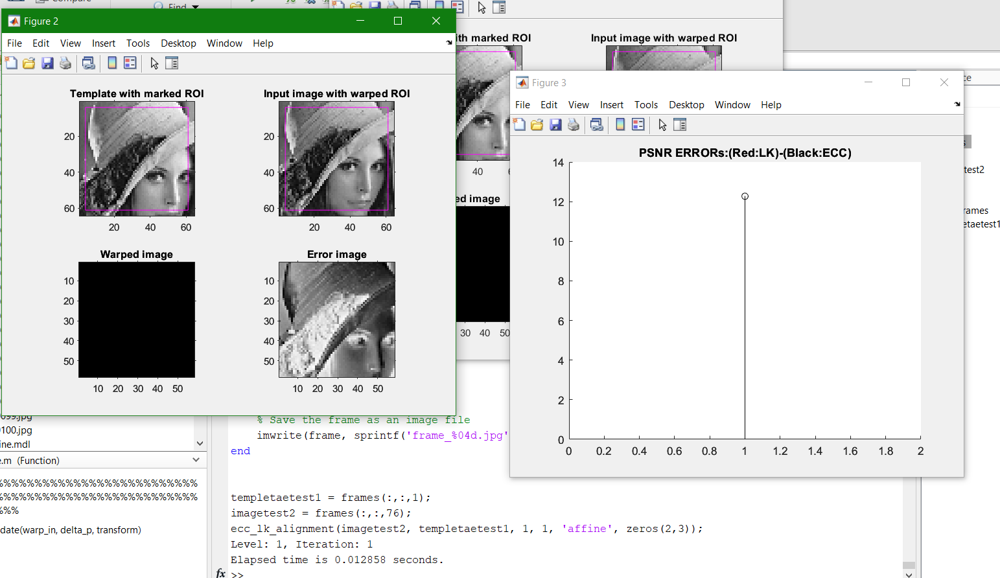 Compare
Find
Figure 2
File Edit View Insert Tools Desktop Window Help
Template with marked ROI
Input image with warped ROI
20
40
60
20 40 60
20
40
60
20 40 60
Warped image
Error image
10
20
30
40
50
10 20 30 40 50
10
20
30
40
50
10 20 30 40 50
ith marked ROI
Input image with warped ROI
40
ed image
30 40 50
Figure 3
File Edit View Insert Tools Desktop Window Help
PSNR ERRORs:(Red:LK)-(Black:ECC)
14
12
10
8
6
4
2
0
0 0.2 0.4 0.6 0.8 1 1.2 1.4 1.6 1.8 2
ce
test2
rames
etaetest1
0100.jpg
ine.mdl
e.m (Function)
%%%%%%%%%%%%%%%%%%%%%%%%%
%%%%%%%%%%%%%%%%%%%%%%%%%
%%%
date(warp_in, delta_p, transform)
% Save the frame as an image file
imwrite(frame, sprintf('frame_%04d.jpg'
end
templetaetest1 = frames(:,:,1);
imagetest2 = frames(:,:,76);
ecc_lk_alignment(imagetest2, templetaetest1, 1, 1, 'affine', zeros(2,3));
Level: 1, Iteration: 1
Elapsed time is 0.012858 seconds.
fx >>